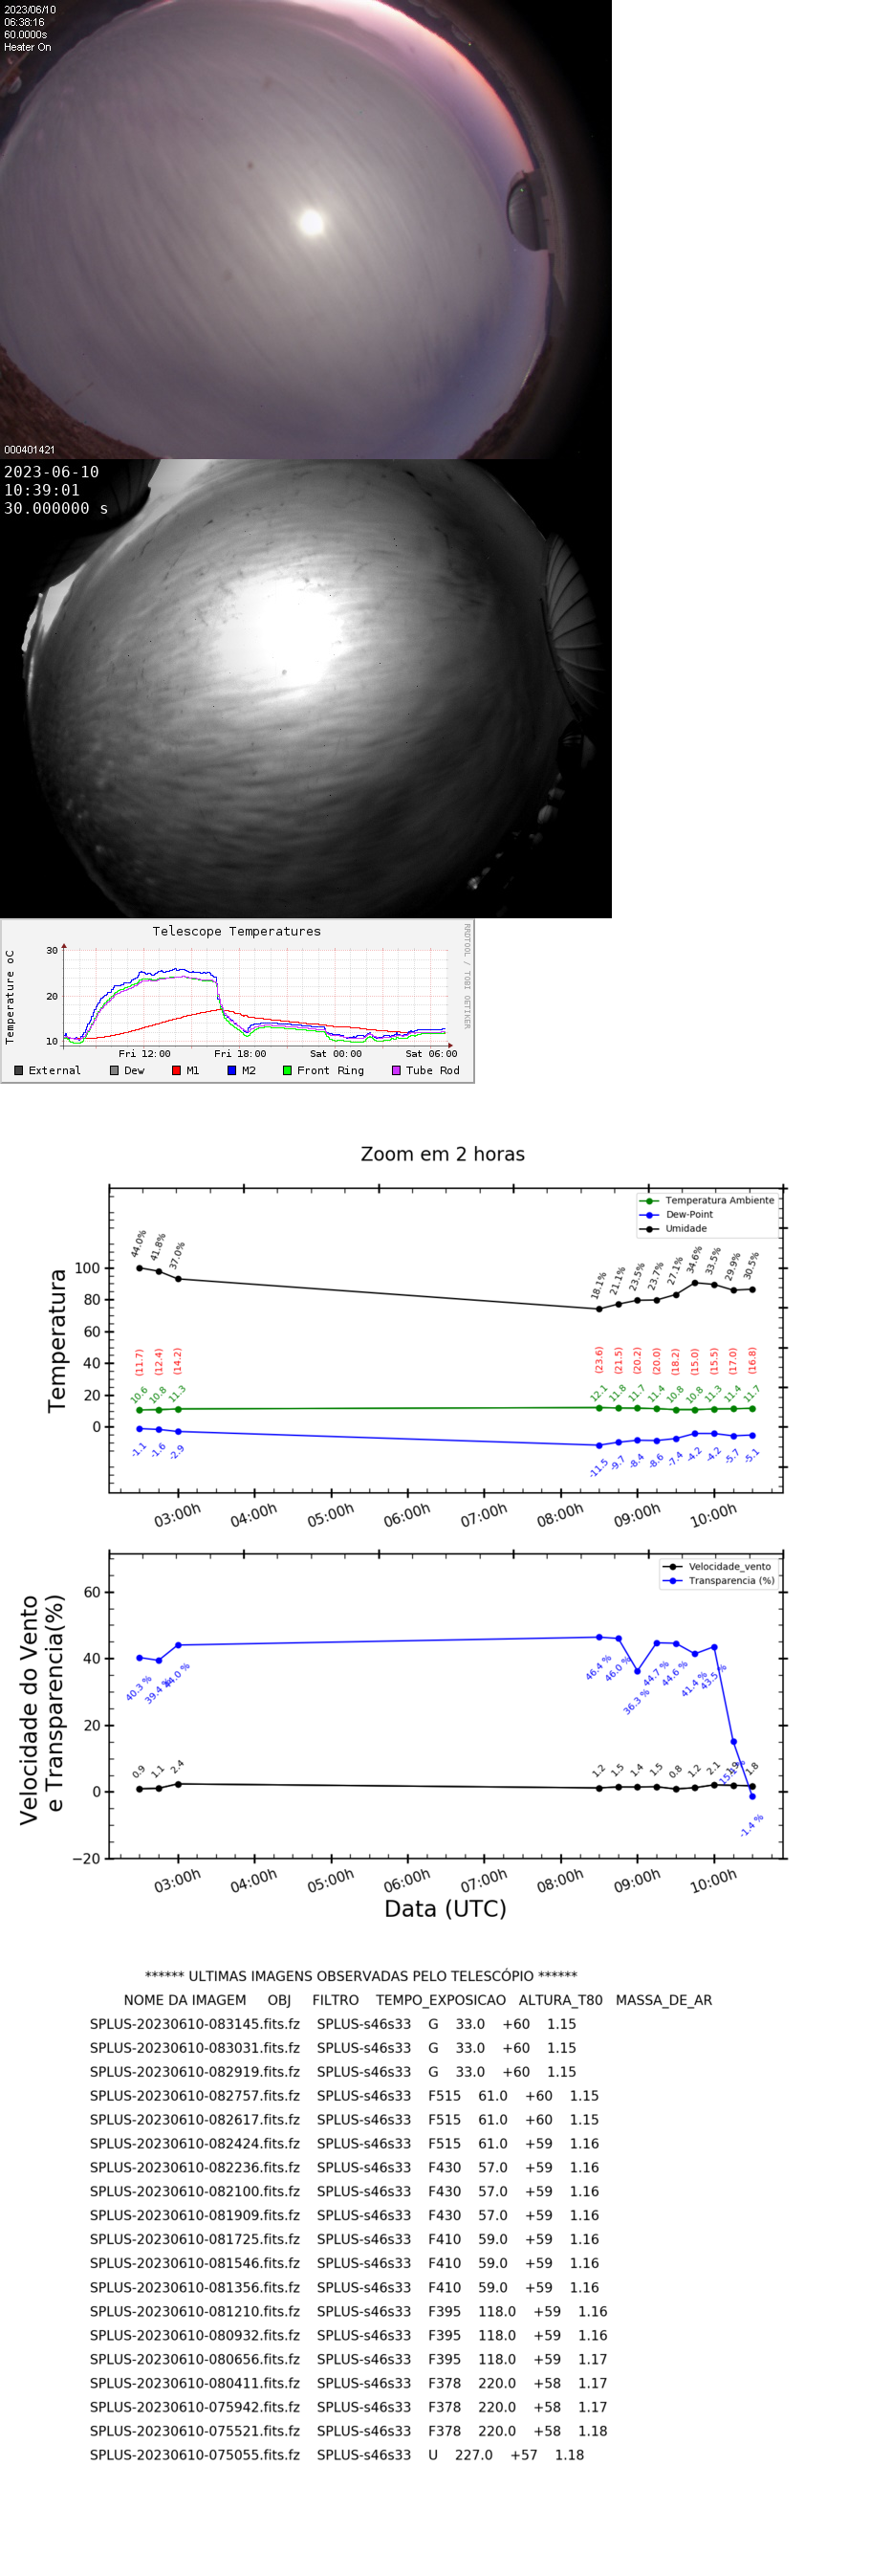 2023/06/10
06:38:16
60.0000s
Heater On
000401421
2023-06-10
10:39:01
30.000000 s
Telescope Temperatures
RRDTOOL / TOBI OETIKER
Temperature oC
30
20
10
Fri 12:00 Fri 18:00 Sat 00:00 Sat 06:00
External Dew M1 M2 Front Ring Tube Rod
Zoom em 2 horas
Temperatura
Temperatura Ambiente
Dew-Point
Umidade
100
80
60
40
20
0
44.0% 41.8% 37.0% 18.1% 21.1% 23.5% 23.7% 27.1% 34.6% 33.5% 29.9% 30.5%
(11.7) (12.4) (14.2) (23.6) (21.5) (20.2) (20.0) (18.2) (15.0) (15.5) (17.0) (16.8)
10.6 10.8 11.3 12.1 11.8 11.7 11.4 10.8 10.8 11.3 11.4 11.7
-1.1 -1.6 -2.9 -11.5 -9.7 -8.4 -8.6 -7.4 -4.2 -4.2 -5.7 -5.1
03:00h 04:00h 05:00h 06:00h 07:00h 08:00h 09:00h 10:00h
Velocidade do Vento
e Transparencia(%)
Velocidade_vento
Transparencia (%)
60
40
20
0
-20
40.3 % 39.4 % 44.0 % 46.4 % 46.0 % 36.3 % 44.7 % 44.6 % 41.4 % 43.5 % -1.4 %
0.9 1.1 2.4 1.2 1.5 1.4 1.5 0.8 1.2 2.1 1.8
03:00h 04:00h 05:00h 06:00h 07:00h 08:00h 09:00h 10:00h
Data (UTC)
****** ULTIMAS IMAGENS OBSERVADAS PELO TELESCÓPIO ******
NOME DA IMAGEM OBJ FILTRO TEMPO_EXPOSICAO ALTURA_T80 MASSA_DE_AR
SPLUS-20230610-083145.fits.fz SPLUS-s46s33 G 33.0 +60 1.15
SPLUS-20230610-083031.fits.fz SPLUS-s46s33 G 33.0 +60 1.15
SPLUS-20230610-082919.fits.fz SPLUS-s46s33 G 33.0 +60 1.15
SPLUS-20230610-082757.fits.fz SPLUS-s46s33 F515 61.0 +60 1.15
SPLUS-20230610-082617.fits.fz SPLUS-s46s33 F515 61.0 +60 1.15
SPLUS-20230610-082424.fits.fz SPLUS-s46s33 F515 61.0 +59 1.16
SPLUS-20230610-082236.fits.fz SPLUS-s46s33 F430 57.0 +59 1.16
SPLUS-20230610-082100.fits.fz SPLUS-s46s33 F430 57.0 +59 1.16
SPLUS-20230610-081909.fits.fz SPLUS-s46s33 F430 57.0 +59 1.16
SPLUS-20230610-081725.fits.fz SPLUS-s46s33 F410 59.0 +59 1.16
SPLUS-20230610-081546.fits.fz SPLUS-s46s33 F410 59.0 +59 1.16
SPLUS-20230610-081356.fits.fz SPLUS-s46s33 F410 59.0 +59 1.16
SPLUS-20230610-081210.fits.fz SPLUS-s46s33 F395 118.0 +59 1.16
SPLUS-20230610-080932.fits.fz SPLUS-s46s33 F395 118.0 +59 1.16
SPLUS-20230610-080656.fits.fz SPLUS-s46s33 F395 118.0 +59 1.17
SPLUS-20230610-080411.fits.fz SPLUS-s46s33 F378 220.0 +58 1.17
SPLUS-20230610-075942.fits.fz SPLUS-s46s33 F378 220.0 +58 1.17
SPLUS-20230610-075521.fits.fz SPLUS-s46s33 F378 220.0 +58 1.18
SPLUS-20230610-075055.fits.fz SPLUS-s46s33 U 227.0 +57 1.18